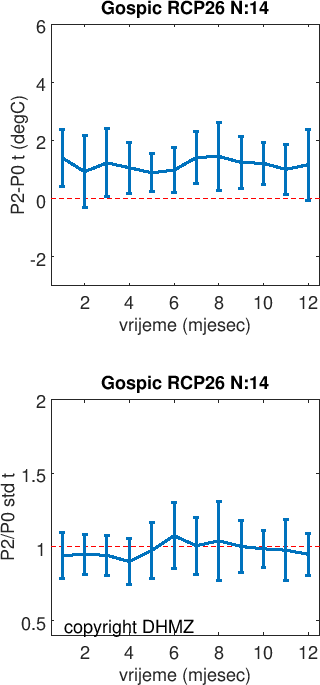 Gospic RCP26 N:14
6
4
2
0
-2
P2-P0 t (degC)
2 4 6 8 10 12
vrijeme (mjesec)
Gospic RCP26 N:14
2
1.5
1
0.5
P2/P0 std t
copyright DHMZ
2 4 6 8 10 12
vrijeme (mjesec)